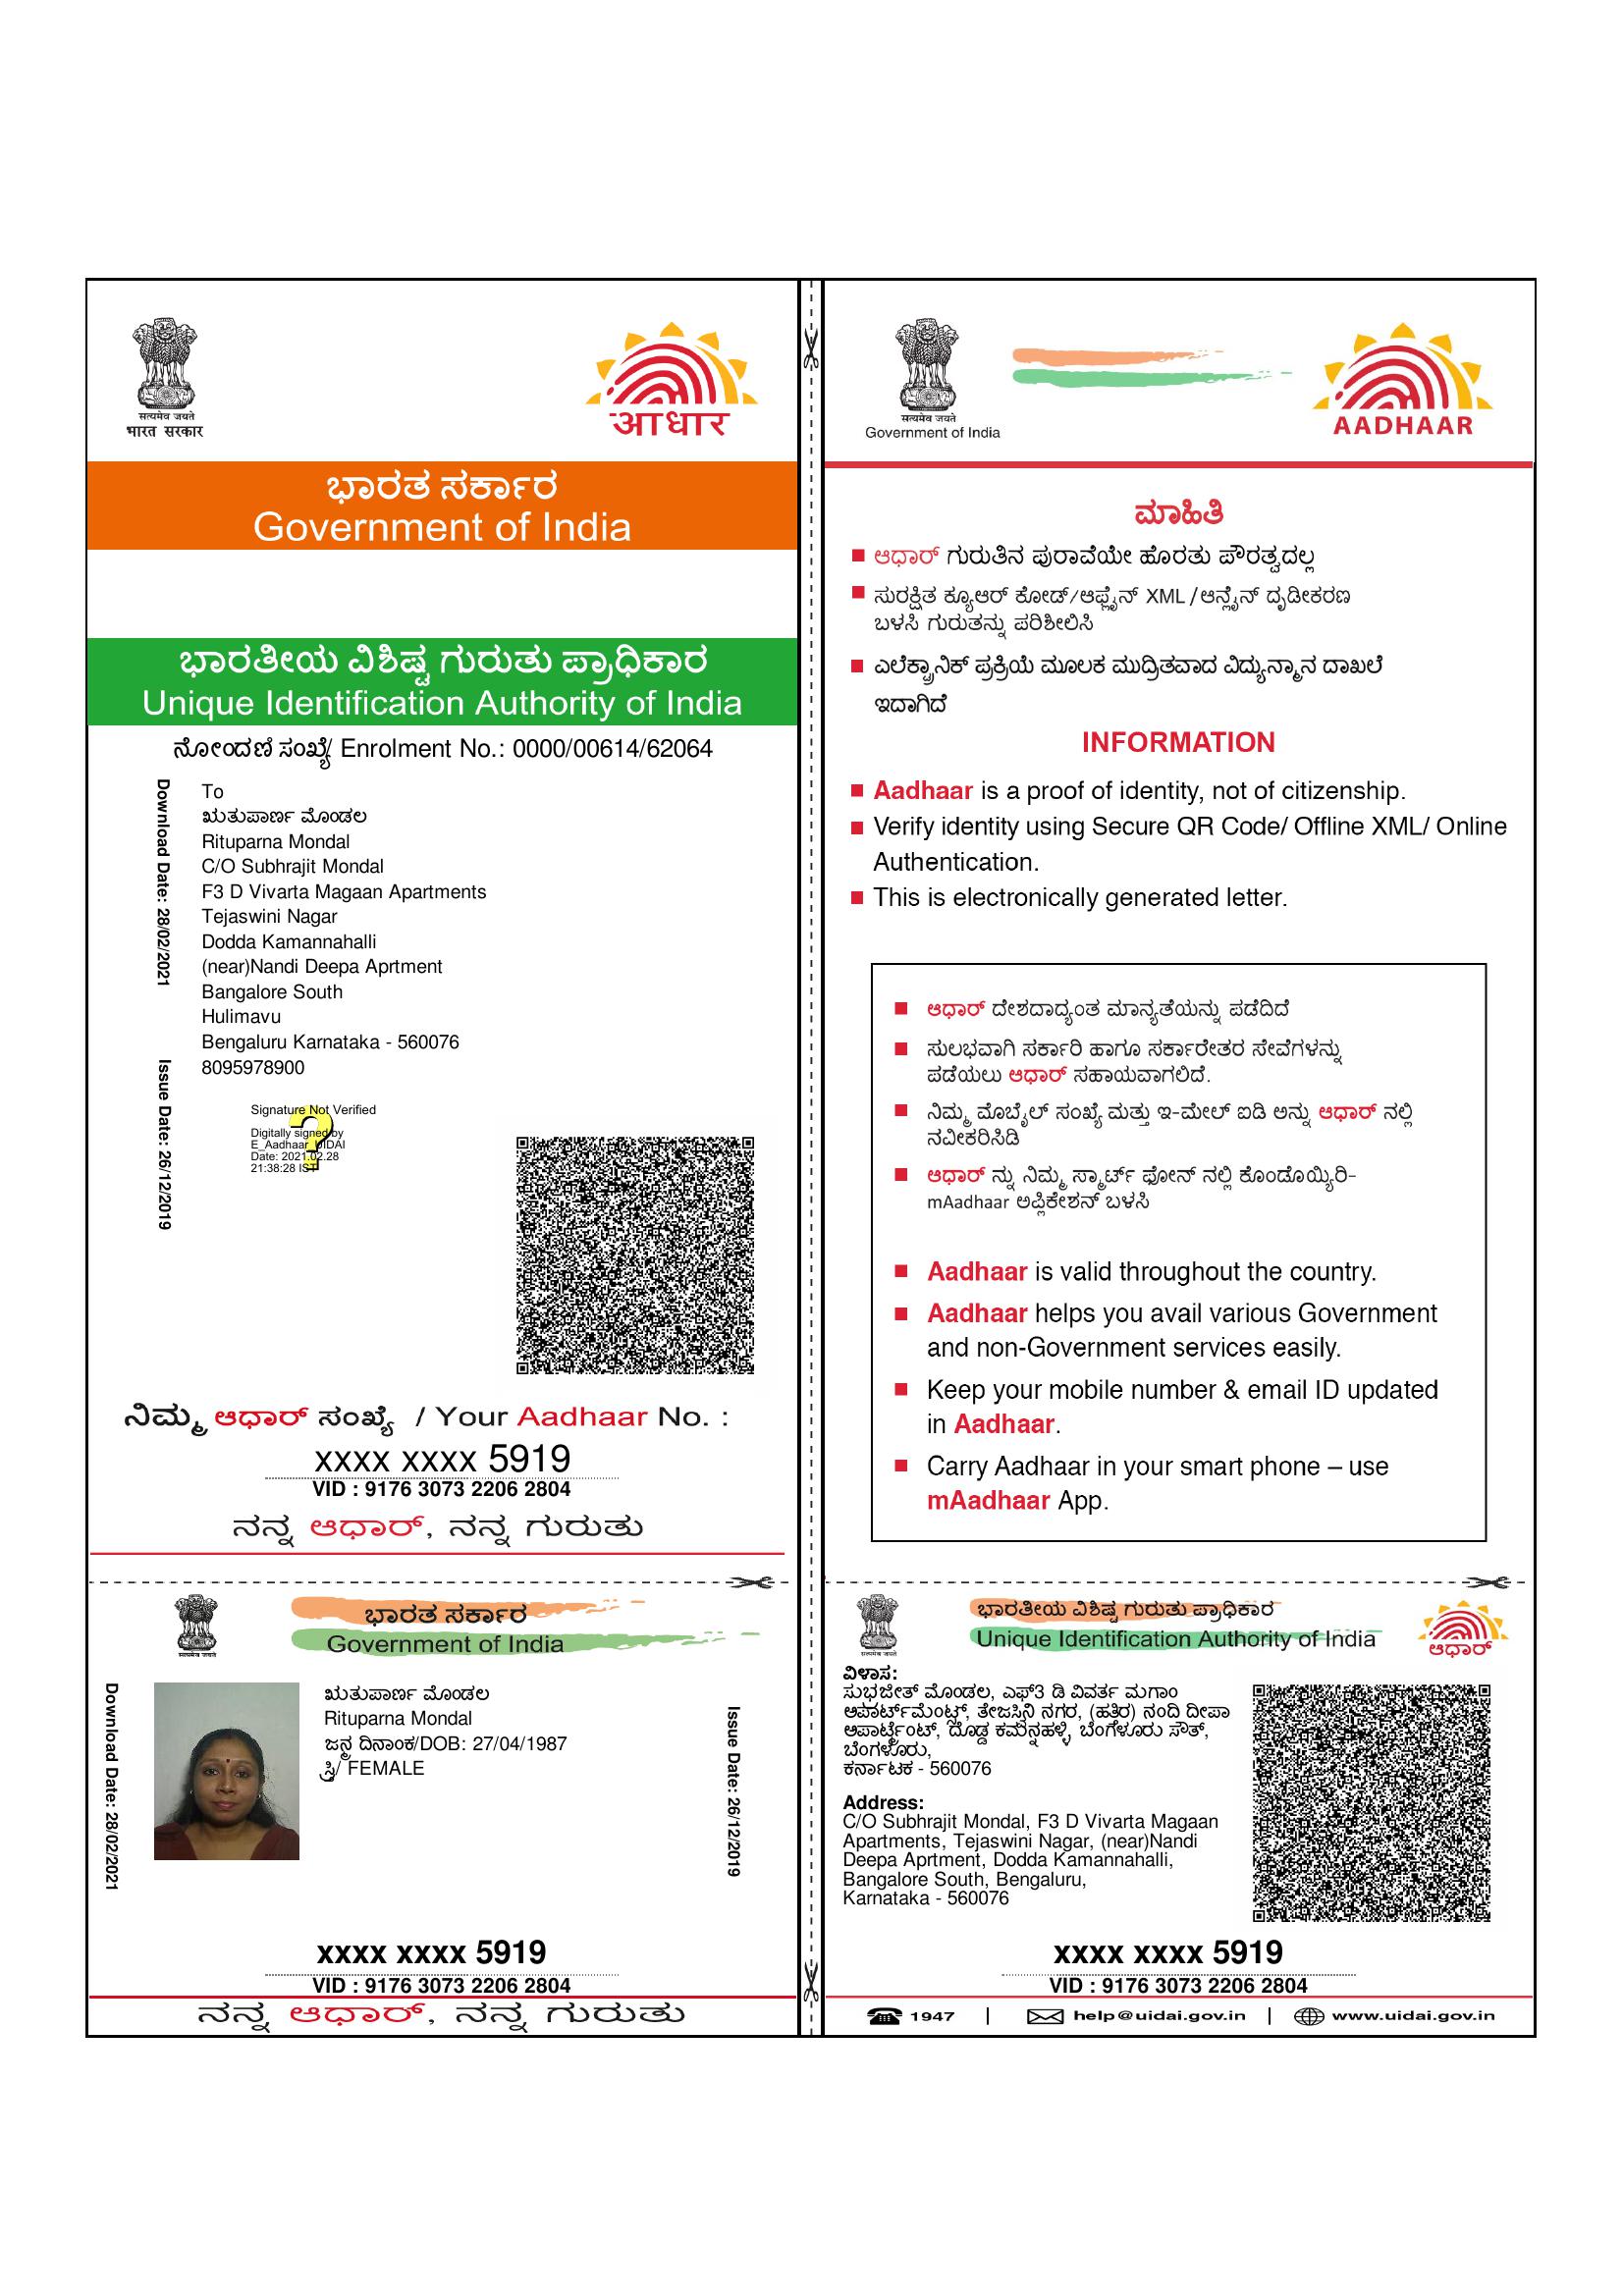 सत्यमेव जयते
भारत सरकार
आधार
ಭಾರತ ಸರ್ಕಾರ
Government of India
ಭಾರತೀಯ ವಿಶಿಷ್ಟ ಗುರುತು ಪ್ರಾಧಿಕಾರ
Unique Identification Authority of India
ನೋಂದಣಿ ಸಂಖ್ಯೆ/ Enrolment No.: 0000/00614/62064
Download Date: 28/02/2021
Issue Date: 26/12/2019
To
ಋತುಪಾರ್ಣ ಮೊಂಡಲ
Rituparna Mondal
C/O Subhrajit Mondal
F3 D Vivarta Magaan Apartments
Tejaswini Nagar
Dodda Kamannahalli
(near)Nandi Deepa Aprtment
Bangalore South
Hulimavu
Bengaluru Karnataka - 560076
8095978900
Signature Not Verified
Digitally signed by
E_Aadhaar_UIDAI
Date: 2021.02.28
21:38:28 IST
ನಿಮ್ಮ ಆಧಾರ್ ಸಂಖ್ಯೆ / Your Aadhaar No. :
xxxx xxxx 5919
VID : 9176 3073 2206 2804
ನನ್ನ ಆಧಾರ್, ನನ್ನ ಗುರುತು
सत्यमेव जयते
ಭಾರತ ಸರ್ಕಾರ
Government of India
Download Date: 28/02/2021
ಋತುಪಾರ್ಣ ಮೊಂಡಲ
Rituparna Mondal
ಜನ್ಮ ದಿನಾಂಕ/DOB: 27/04/1987
ಸ್ತ್ರೀ/ FEMALE
Issue Date: 26/12/2019
xxxx xxxx 5919
VID : 9176 3073 2206 2804
ನನ್ನ ಆಧಾರ್, ನನ್ನ ಗುರುತು
सत्यमेव जयते
Government of India
AADHAAR
ಮಾಹಿತಿ
ಆಧಾರ್ ಗುರುತಿನ ಪುರಾವೆಯೇ ಹೊರತು ಪೌರತ್ವದಲ್ಲ
ಸುರಕ್ಷಿತ ಕ್ಯೂಆರ್ ಕೋಡ್/ಆಫ್ಲೈನ್ XML /ಆನ್ಲೈನ್ ದೃಡೀಕರಣ
ಬಳಸಿ ಗುರುತನ್ನು ಪರಿಶೀಲಿಸಿ
ಎಲೆಕ್ಟ್ರಾನಿಕ್ ಪ್ರಕ್ರಿಯೆ ಮೂಲಕ ಮುದ್ರಿತವಾದ ವಿದ್ಯುನ್ಮಾನ ದಾಖಲೆ
ಇದಾಗಿದೆ
INFORMATION
Aadhaar is a proof of identity, not of citizenship.
Verify identity using Secure QR Code/ Offline XML/ Online
Authentication.
This is electronically generated letter.
ಆಧಾರ್ ದೇಶದಾದ್ಯಂತ ಮಾನ್ಯತೆಯನ್ನು ಪಡೆದಿದೆ
ಸುಲಭವಾಗಿ ಸರ್ಕಾರಿ ಹಾಗೂ ಸರ್ಕಾರೇತರ ಸೇವೆಗಳನ್ನು
ಪಡೆಯಲು ಆಧಾರ್ ಸಹಾಯವಾಗಲಿದೆ.
ನಿಮ್ಮ ಮೊಬೈಲ್ ಸಂಖ್ಯೆ ಮತ್ತು ಇ-ಮೇಲ್ ಐಡಿ ಅನ್ನು ಆಧಾರ್ ನಲ್ಲಿ
ನವೀಕರಿಸಿಡಿ
ಆಧಾರ್ ನ್ನು ನಿಮ್ಮ ಸ್ಮಾರ್ಟ್ ಫೋನ್ ನಲ್ಲಿ ಕೊಂಡೊಯ್ಯಿರಿ-
mAadhaar ಅಪ್ಲಿಕೇಶನ್ ಬಳಸಿ
Aadhaar is valid throughout the country.
Aadhaar helps you avail various Government
and non-Government services easily.
Keep your mobile number & email ID updated
in Aadhaar.
Carry Aadhaar in your smart phone – use
mAadhaar App.
सत्यमेव जयते
ಭಾರತೀಯ ವಿಶಿಷ್ಟ ಗುರುತು ಪ್ರಾಧಿಕಾರ
Unique Identification Authority of India
ಆಧಾರ್
ವಿಳಾಸ:
ಸುಭಜೀತ್ ಮೊಂಡಲ, ಎಫ್3 ಡಿ ವಿವರ್ತ ಮಗಾಂ
ಅಪಾರ್ಟ್‌ಮೆಂಟ್ಸ್, ತೇಜಸ್ವಿನಿ ನಗರ, (ಹತ್ತಿರ) ನಂದಿ ದೀಪಾ
ಅಪಾರ್ಟ್ಮೆಂಟ್, ದೊಡ್ಡ ಕಮನ್ನಹಳ್ಳಿ, ಬೆಂಗಳೂರು ಸೌತ್,
ಬೆಂಗಳೂರು,
ಕರ್ನಾಟಕ - 560076
Address:
C/O Subhrajit Mondal, F3 D Vivarta Magaan
Apartments, Tejaswini Nagar, (near)Nandi
Deepa Aprtment, Dodda Kamannahalli,
Bangalore South, Bengaluru,
Karnataka - 560076
xxxx xxxx 5919
VID : 9176 3073 2206 2804
1947 | help@uidai.gov.in | www.uidai.gov.in